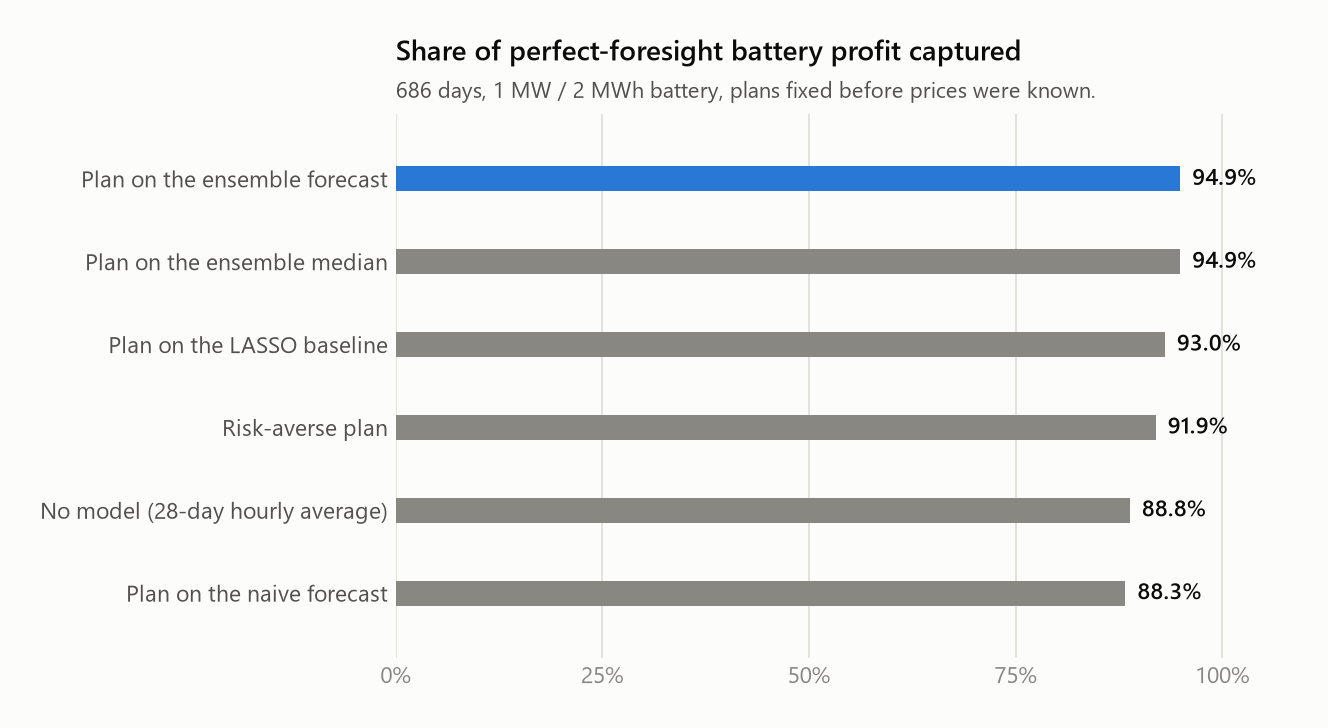 Share of perfect-foresight battery profit captured
686 days, 1 MW / 2 MWh battery, plans fixed before prices were known.
Plan on the ensemble forecast 94.9%
Plan on the ensemble median 94.9%
Plan on the LASSO baseline 93.0%
Risk-averse plan 91.9%
No model (28-day hourly average) 88.8%
Plan on the naive forecast 88.3%
0% 25% 50% 75% 100%